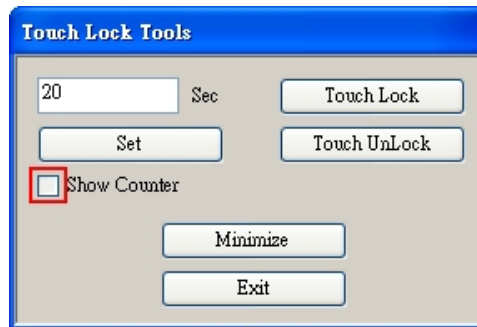 Touch Lock Tools
20 Sec Touch Lock
Set Touch UnLock
Show Counter
Minimize
Exit